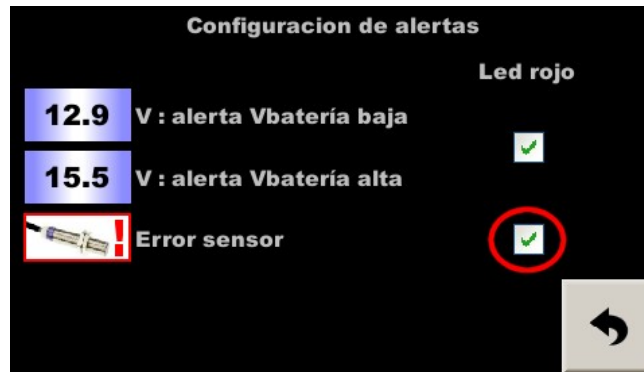 Configuracion de alertas
Led rojo
12.9 V : alerta Vbatería baja
15.5 V : alerta Vbatería alta
! Error sensor